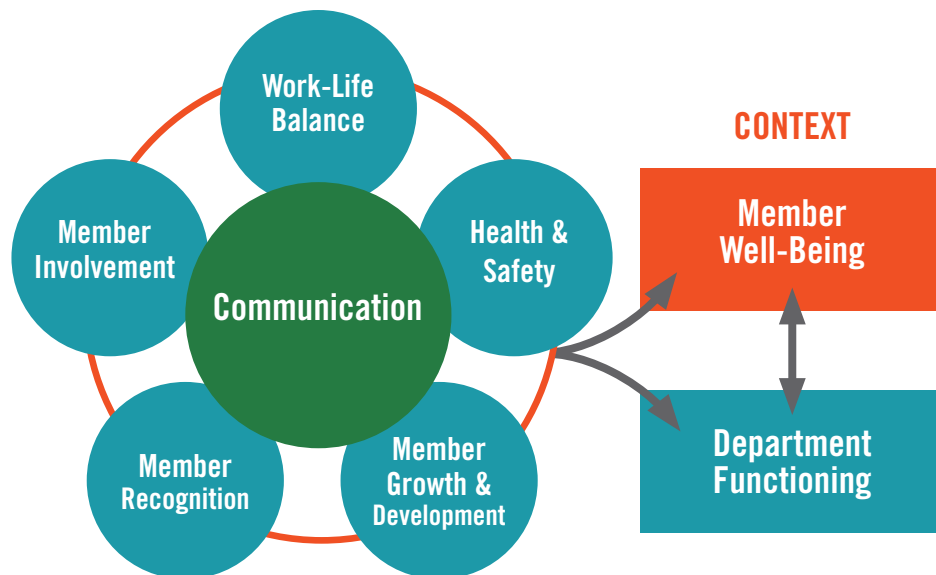 Work-Life
Balance
Member
Involvement
Health &
Safety
Communication
Member
Recognition
Member
Growth &
Development
CONTEXT
Member
Well-Being
Department
Functioning